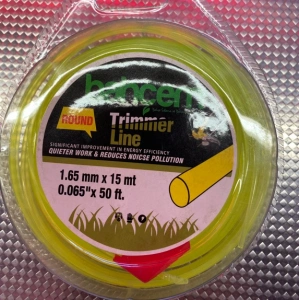 ROUND
Trimmer
Line
SIGNIFICANT IMPROVEMENT IN ENERGY EFFICIENCY
QUIETER WORK & REDUCES NOICSE POLLUTION
1.65 mm x 15 mt
0.065"x 50 ft.